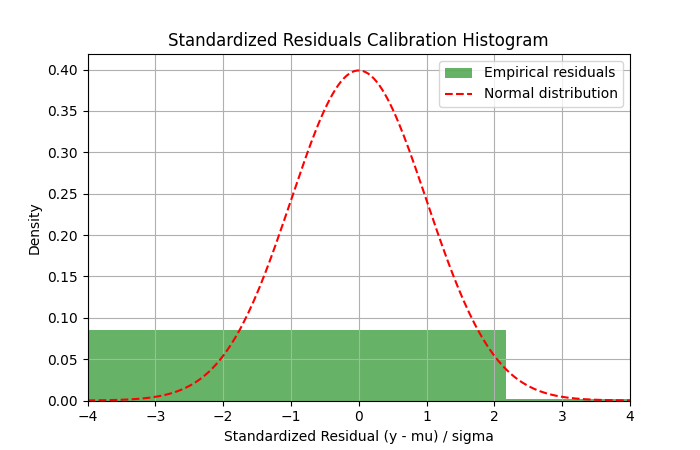 Standardized Residuals Calibration Histogram
Empirical residuals
Normal distribution
0.40
0.35
0.30
0.25
0.20
0.15
0.10
0.05
0.00
Density
−4 −3 −2 −1 0 1 2 3 4
Standardized Residual (y - mu) / sigma